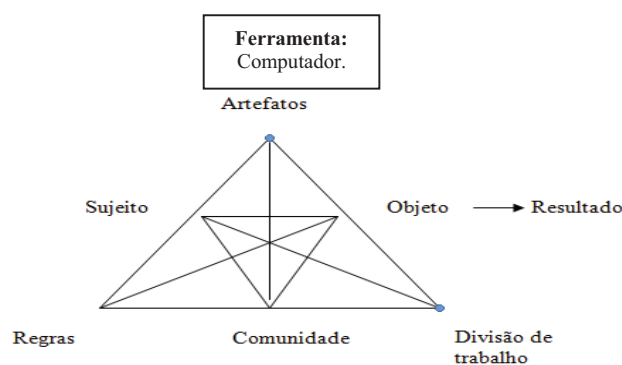 Ferramenta:
Computador.
Artefatos
Sujeito
Objeto
Resultado
Regras
Comunidade
Divisão de
trabalho